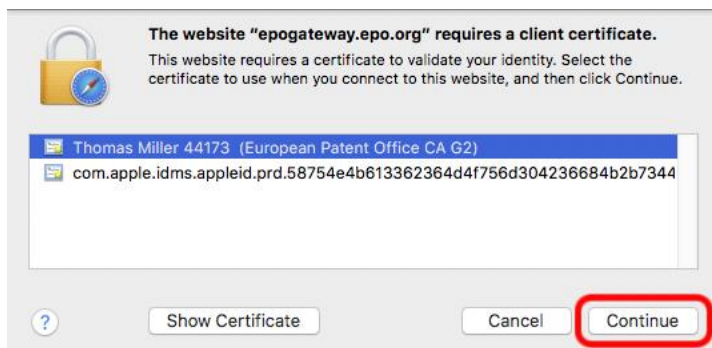 The website “epogateway.epo.org” requires a client certificate.
This website requires a certificate to validate your identity. Select the
certificate to use when you connect to this website, and then click Continue.
Thomas Miller 44173 (European Patent Office CA G2)
com.apple.idms.appleid.prd.58754e4b613362364d4f756d304236684b2b7344
?
Show Certificate
Cancel
Continue